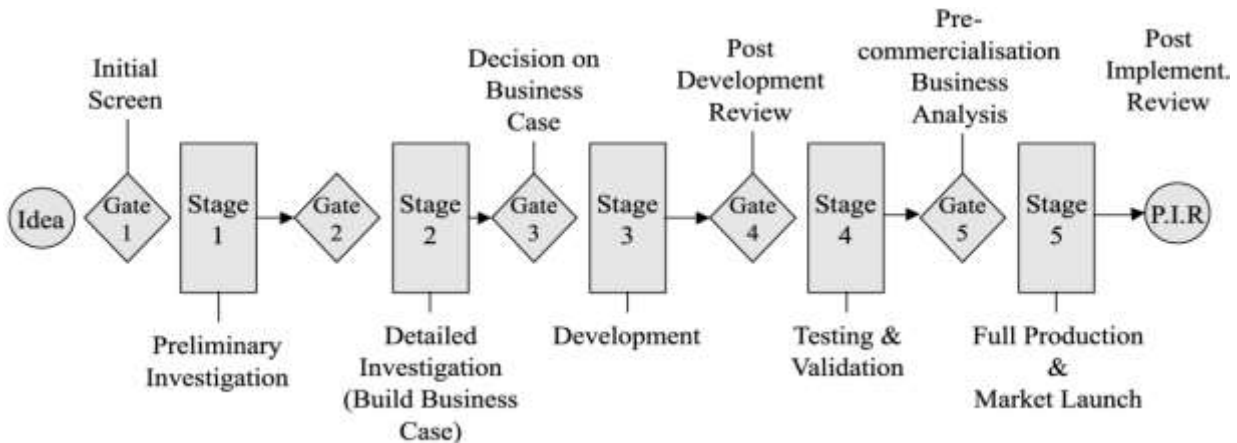 Initial
Screen
Decision on
Business
Case
Post
Development
Review
Pre-
commercialisation
Business
Analysis
Post
Implement.
Review
Idea
Gate
1
Stage
1
Gate
2
Stage
2
Gate
3
Stage
3
Gate
4
Stage
4
Gate
5
Stage
5
P.I.R
Preliminary
Investigation
Detailed
Investigation
(Build Business
Case)
Development
Testing &
Validation
Full Production
&
Market Launch